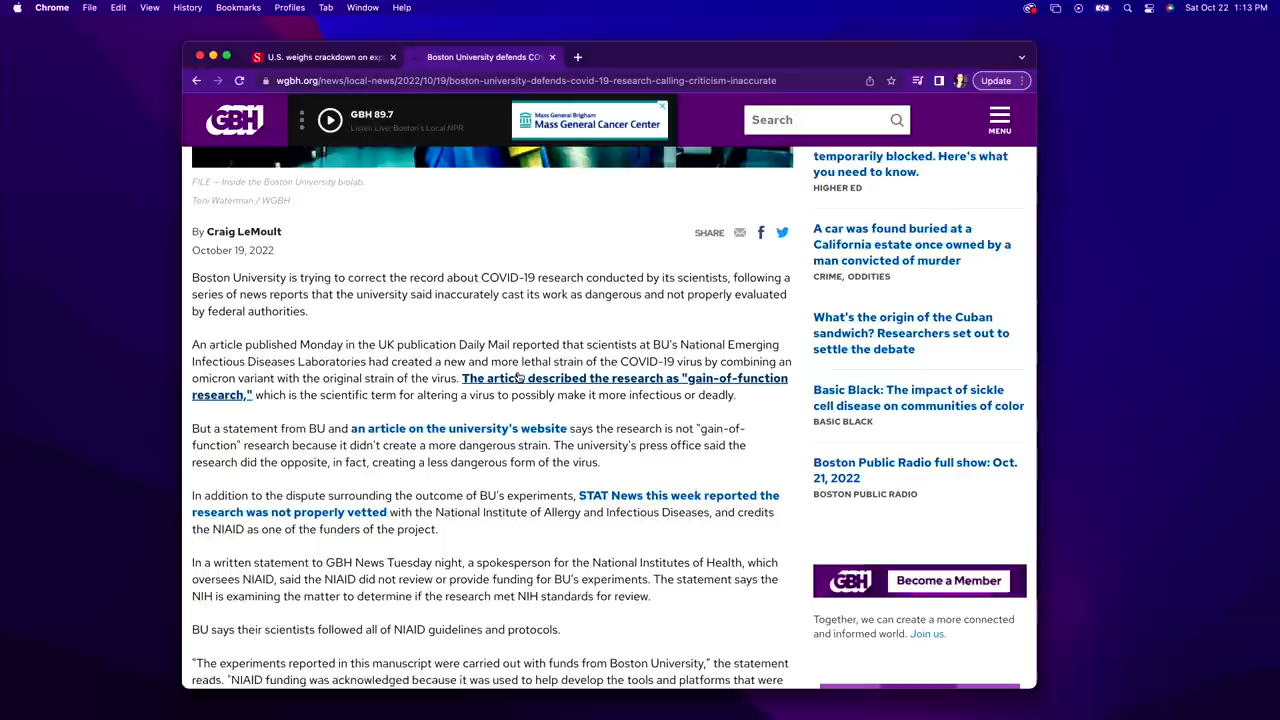 Chrome File Edit View History Bookmarks Profiles Tab Window Help Sat Oct 22 1:13 PM
U.S. weighs crackdown on exp Boston University defends CO
wgbh.org/news/local-news/2022/10/19/boston-university-defends-covid-19-research-calling-criticism-inaccurate Update
GBH
GBH 89.7
Listen Live: Boston's Local NPR
Mass General Brigham
Mass General Cancer Center
Search
MENU
FILE — Inside the Boston University biolab.
Toni Waterman / WGBH
By Craig LeMoult
SHARE
October 19, 2022
Boston University is trying to correct the record about COVID-19 research conducted by its scientists, following a
series of news reports that the university said inaccurately cast its work as dangerous and not properly evaluated
by federal authorities.
An article published Monday in the UK publication Daily Mail reported that scientists at BU's National Emerging
Infectious Diseases Laboratories had created a new and more lethal strain of the COVID-19 virus by combining an
omicron variant with the original strain of the virus. The article described the research as "gain-of-function
research," which is the scientific term for altering a virus to possibly make it more infectious or deadly.
But a statement from BU and an article on the university's website says the research is not "gain-of-
function" research because it didn't create a more dangerous strain. The university's press office said the
research did the opposite, in fact, creating a less dangerous form of the virus.
In addition to the dispute surrounding the outcome of BU's experiments, STAT News this week reported the
research was not properly vetted with the National Institute of Allergy and Infectious Diseases, and credits
the NIAID as one of the funders of the project.
In a written statement to GBH News Tuesday night, a spokesperson for the National Institutes of Health, which
oversees NIAID, said the NIAID did not review or provide funding for BU's experiments. The statement says the
NIH is examining the matter to determine if the research met NIH standards for review.
BU says their scientists followed all of NIAID guidelines and protocols.
"The experiments reported in this manuscript were carried out with funds from Boston University," the statement
reads. "NIAID funding was acknowledged because it was used to help develop the tools and platforms that were
temporarily blocked. Here's what
you need to know.
HIGHER ED
A car was found buried at a
California estate once owned by a
man convicted of murder
CRIME, ODDITIES
What's the origin of the Cuban
sandwich? Researchers set out to
settle the debate
Basic Black: The impact of sickle
cell disease on communities of color
BASIC BLACK
Boston Public Radio full show: Oct.
21, 2022
BOSTON PUBLIC RADIO
GBH Become a Member
Together, we can create a more connected
and informed world. Join us.